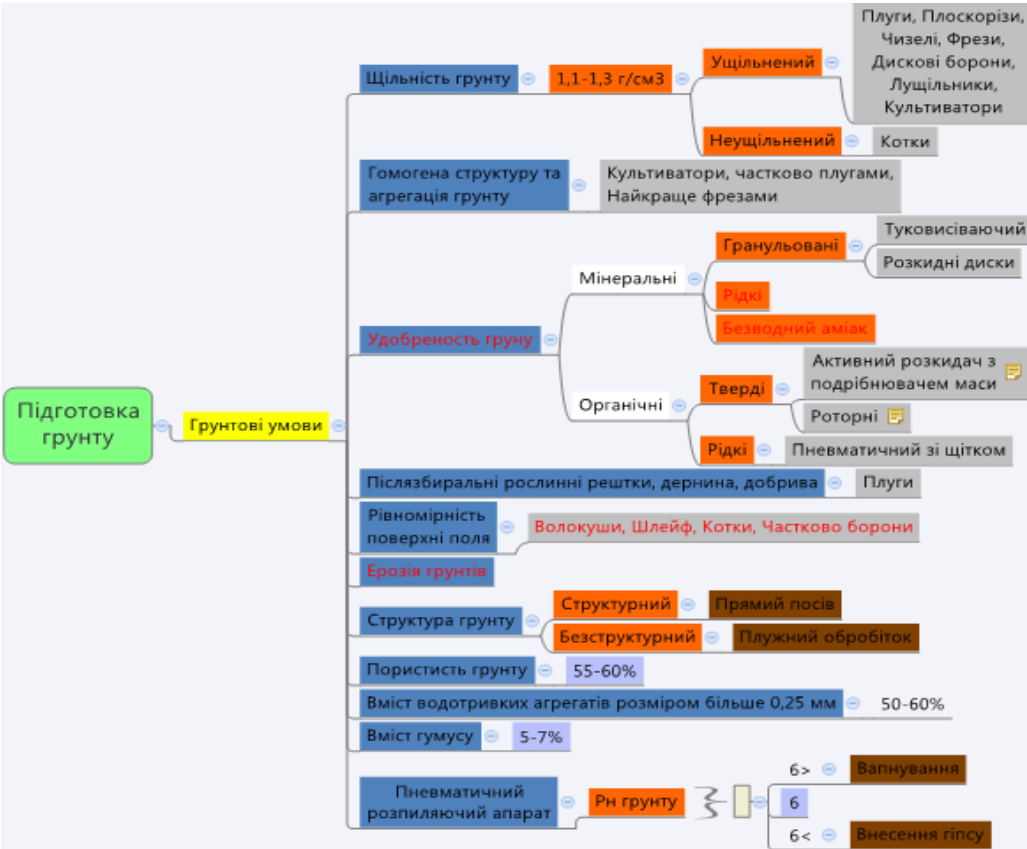 Підготовка
грунту
Грунтові умови
Щільність грунту
1,1-1,3 г/см3
Ущільнений
Плуги, Плоскорізи,
Чизелі, Фрези,
Дискові борони,
Лущільники,
Культиватори
Неущільнений
Котки
Гомогена структуру та
агрегація грунту
Культиватори, частково плугами,
Найкраще фрезами
Удобреность груну
Мінеральні
Гранульовані
Туковисіваючий
Розкидні диски
Рідкі
Безводний аміак
Органічні
Тверді
Активний розкидач з
подрібнювачем маси
Роторні
Рідкі
Пневматичний зі щітком
Післязбиральні рослинні рештки, дернина, добрива
Плуги
Рівномірність
поверхні поля
Волокуши, Шлейф, Котки, Частково борони
Ерозія грунтів
Структура грунту
Структурний
Прямий посів
Безструктурний
Плужний обробіток
Пористисть грунту
55-60%
Вміст водотривких агрегатів розміром більше 0,25 мм
50-60%
Вміст гумусу
5-7%
Пневматичний
розпиляючий апарат
Рн грунту
6>
Вапнування
6
6<
Внесення гіпсу